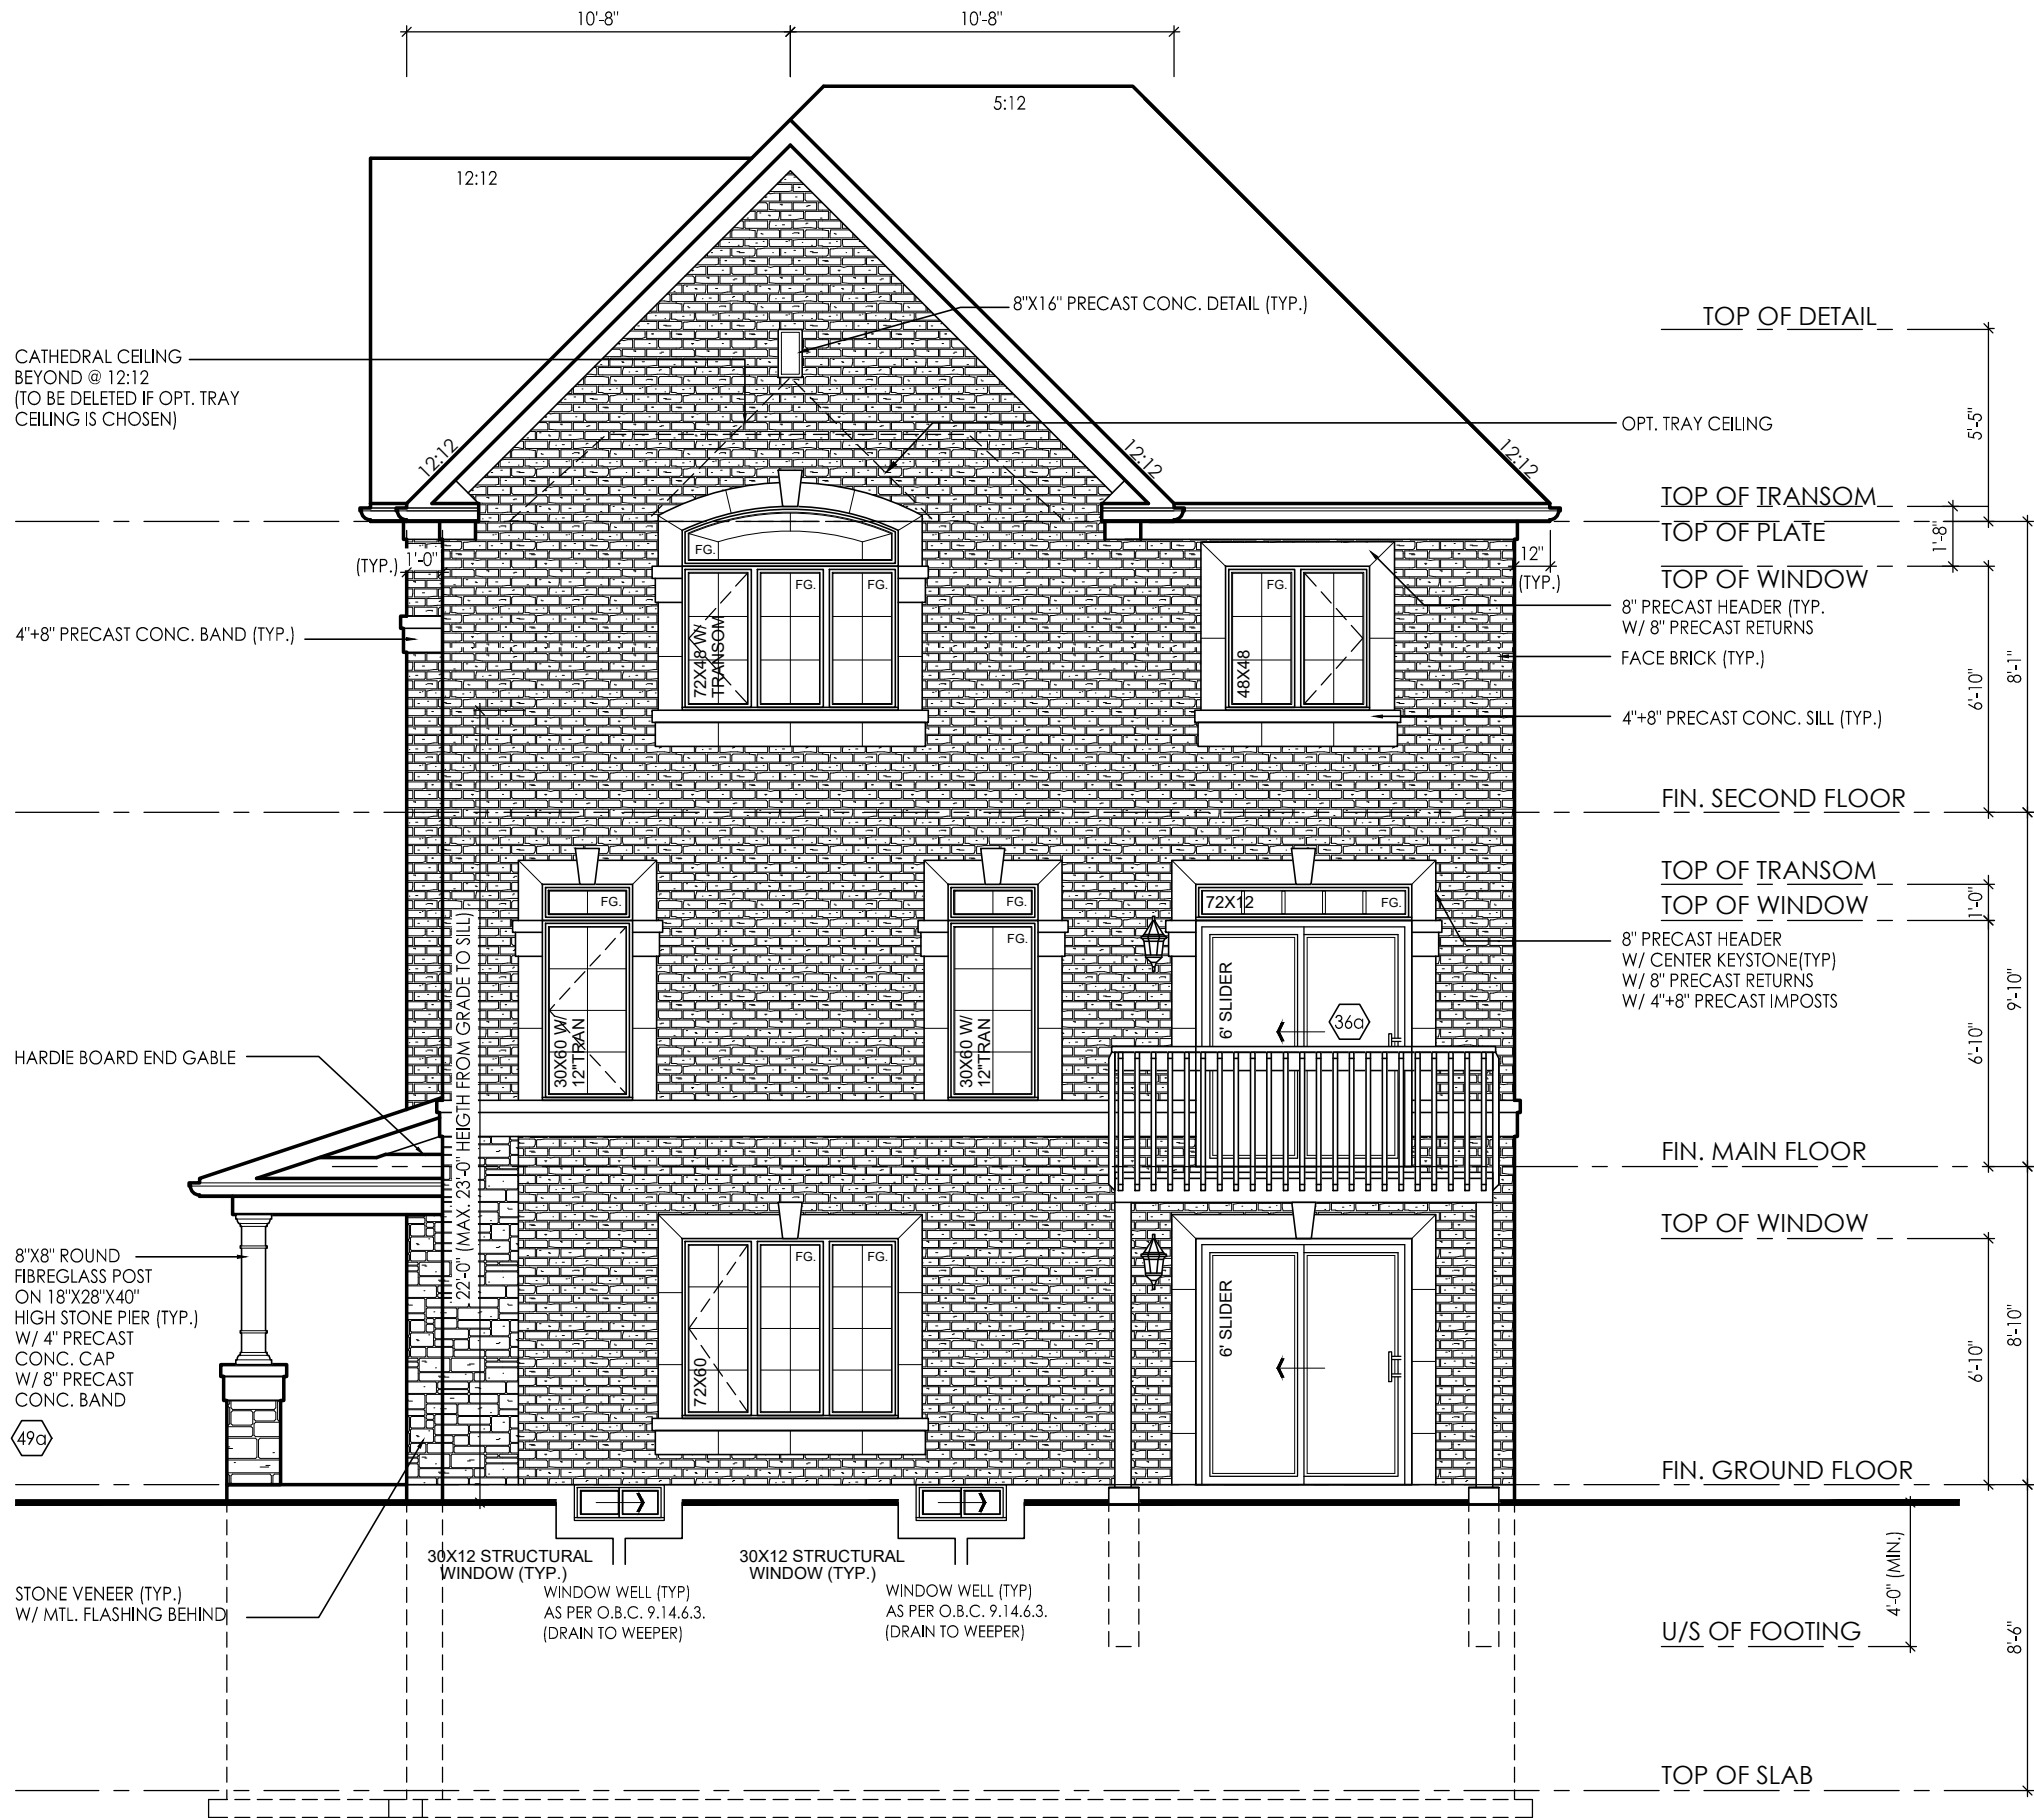 10'-8"
10'-8"
5:12
12:12
8"X16" PRECAST CONC. DETAIL (TYP.)
TOP OF DETAIL
CATHEDRAL CEILING
BEYOND @ 12:12
(TO BE DELETED IF OPT. TRAY
CEILING IS CHOSEN)
5'-5"
OPT. TRAY CEILING
12:12
12:12
12:12
TOP OF TRANSOM
TOP OF PLATE
1'-8"
(TYP.) 1'-0"
FG.
12"
(TYP.)
TOP OF WINDOW
FG.
FG.
FG.
8" PRECAST HEADER (TYP.
W/ 8" PRECAST RETURNS
4"+8" PRECAST CONC. BAND (TYP.)
72X48 W/
TRANSOM
48X48
FACE BRICK (TYP.)
6'-10"
8'-1"
4"+8" PRECAST CONC. SILL (TYP.)
FIN. SECOND FLOOR
TOP OF TRANSOM
FG.
FG.
72X12
FG.
1'-0"
TOP OF WINDOW
FG.
8" PRECAST HEADER
W/ CENTER KEYSTONE(TYP)
W/ 8" PRECAST RETURNS
W/ 4"+8" PRECAST IMPOSTS
22'-0" (MAX. 23'-0" HEIGTH FROM GRADE TO SILL)
6' SLIDER
36a
9'-10"
6'-10"
30X60 W/
12"TRAN
30X60 W/
12"TRAN
HARDIE BOARD END GABLE
FIN. MAIN FLOOR
TOP OF WINDOW
8"X8" ROUND
FIBREGLASS POST
ON 18"X28"X40"
HIGH STONE PIER (TYP.)
W/ 4" PRECAST
CONC. CAP
W/ 8" PRECAST
CONC. BAND
49a
FG.
FG.
72X60
6' SLIDER
6'-10"
8'-10"
FIN. GROUND FLOOR
30X12 STRUCTURAL
WINDOW (TYP.)
30X12 STRUCTURAL
WINDOW (TYP.)
WINDOW WELL (TYP)
AS PER O.B.C. 9.14.6.3.
(DRAIN TO WEEPER)
WINDOW WELL (TYP)
AS PER O.B.C. 9.14.6.3.
(DRAIN TO WEEPER)
STONE VENEER (TYP.)
W/ MTL. FLASHING BEHIND
4'-0" (MIN.)
U/S OF FOOTING
8'-6"
TOP OF SLAB